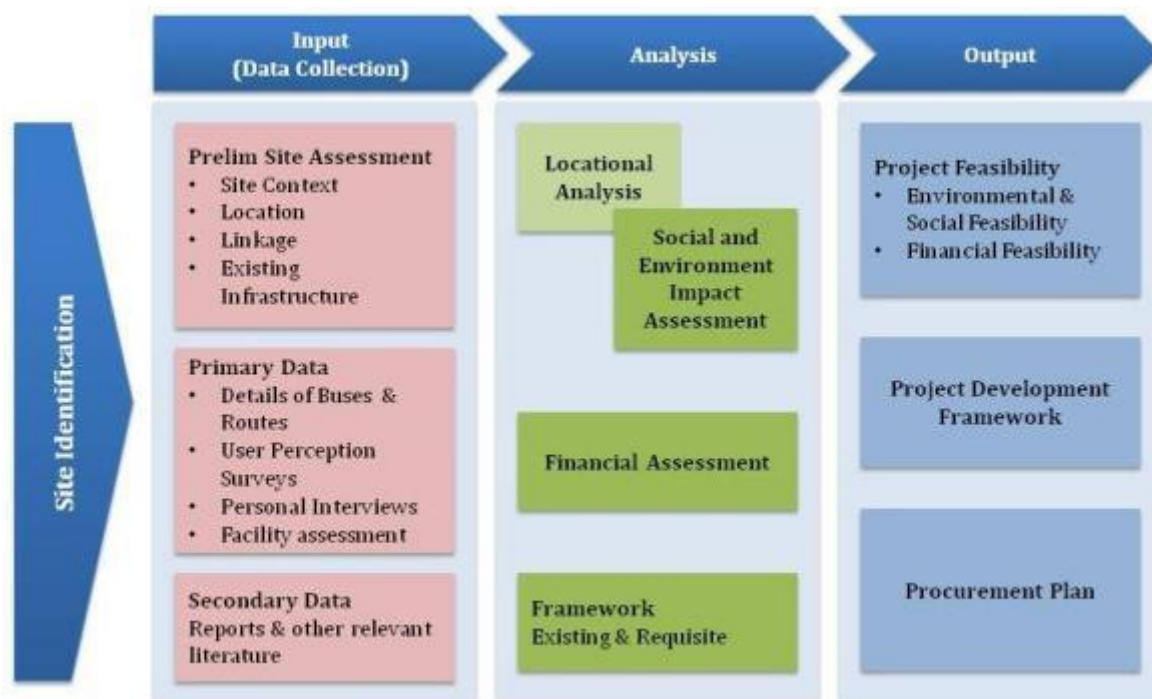 Input
(Data Collection)
Analysis
Output
Site Identification
Prelim Site Assessment
• Site Context
• Location
• Linkage
• Existing
Infrastructure
Primary Data
• Details of Buses &
Routes
• User Perception
Surveys
• Personal Interviews
• Facility assessment
Secondary Data
Reports & other relevant
literature
Locational
Analysis
Social and
Environment
Impact
Assessment
Financial Assessment
Framework
Existing & Requisite
Project Feasibility
• Environmental &
Social Feasibility
• Financial Feasibility
Project Development
Framework
Procurement Plan